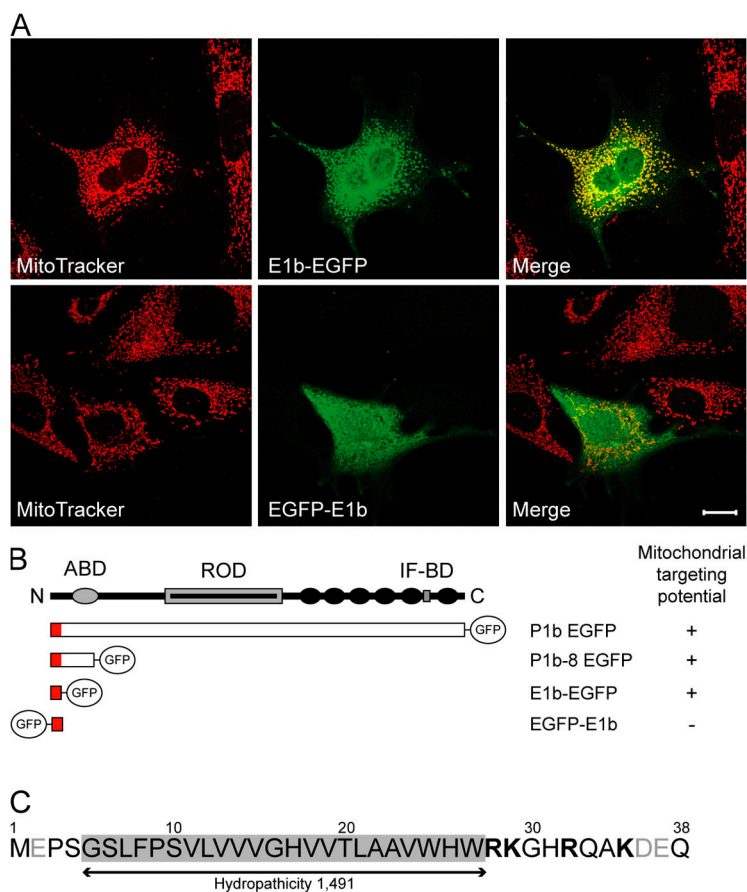 A
MitoTracker E1b-EGFP Merge
MitoTracker EGFP-E1b Merge
B
ABD ROD IF-BD Mitochondrial
targeting
potential
N C
GFP P1b EGFP +
GFP P1b-8 EGFP +
GFP E1b-EGFP +
GFP EGFP-E1b -
C
1 10 20 30 38
MEPSGSLFPSVLVVVGHVVTLAAVWHWRKGHRQAKDEQ
Hydropathicity 1,491